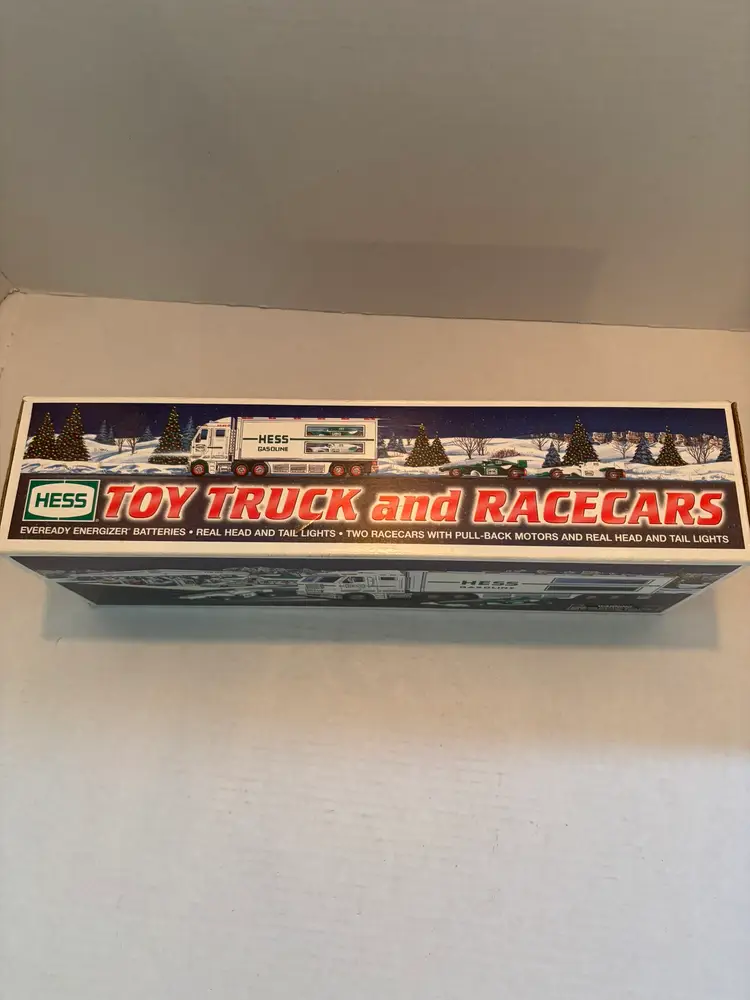 HESS
GASOLINE
HESS
TOY TRUCK and RACECARS
EVEREADY ENERGIZER® BATTERIES • REAL HEAD AND TAIL LIGHTS • TWO RACECARS WITH PULL-BACK MOTORS AND REAL HEAD AND TAIL LIGHTS
HESS
GASOLINE